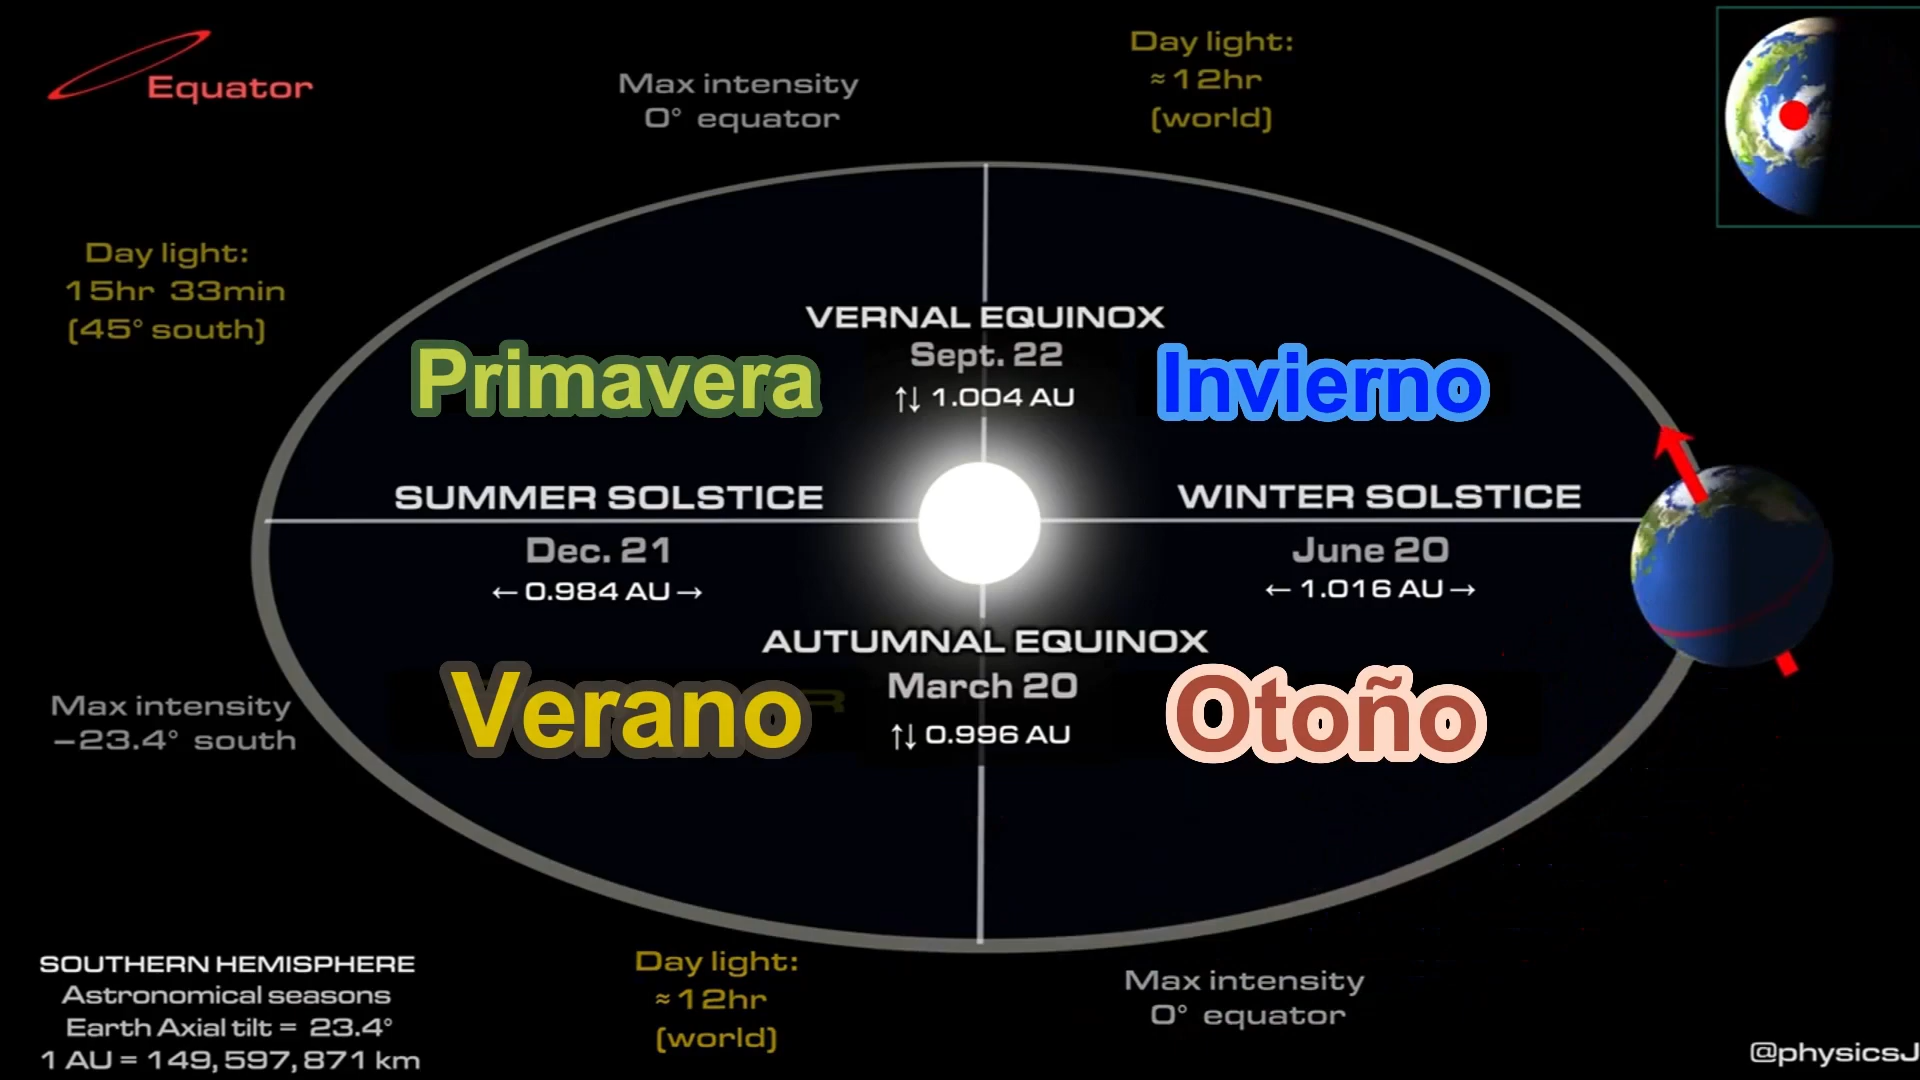 Equator
Max intensity
0° equator
Day light:
≈12hr
(world)
Day light:
15hr 33min
(45° south)
VERNAL EQUINOX
Sept. 22
↑↓ 1.004 AU
Primavera
Invierno
SUMMER SOLSTICE
Dec. 21
← 0.984 AU →
WINTER SOLSTICE
June 20
← 1.016 AU →
AUTUMNAL EQUINOX
March 20
↑↓ 0.996 AU
Verano
Otoño
Max intensity
−23.4° south
SOUTHERN HEMISPHERE
Astronomical seasons
Earth Axial tilt = 23.4°
1 AU = 149,597,871 km
Day light:
≈12hr
(world)
Max intensity
0° equator
@physicsJ